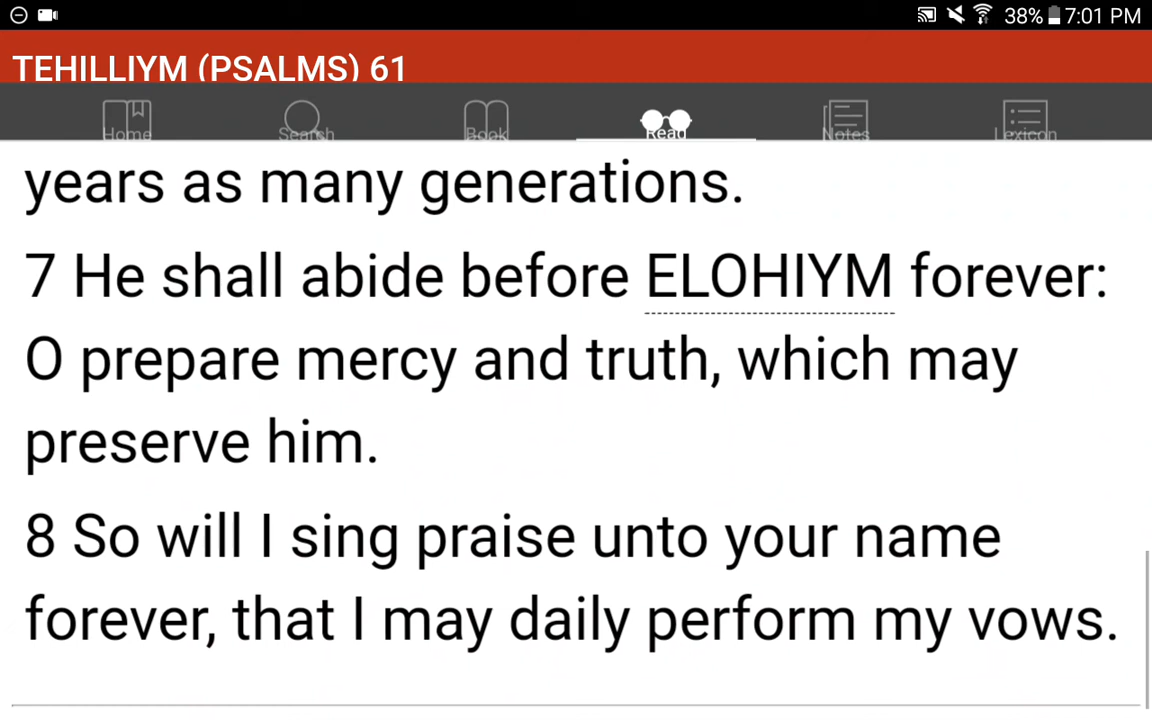 38% 7:01 PM
TEHILLIYM (PSALMS) 61
Home Search Book Read Notes Lexicon
years as many generations.
7 He shall abide before ELOHIYM forever:
O prepare mercy and truth, which may
preserve him.
8 So will I sing praise unto your name
forever, that I may daily perform my vows.